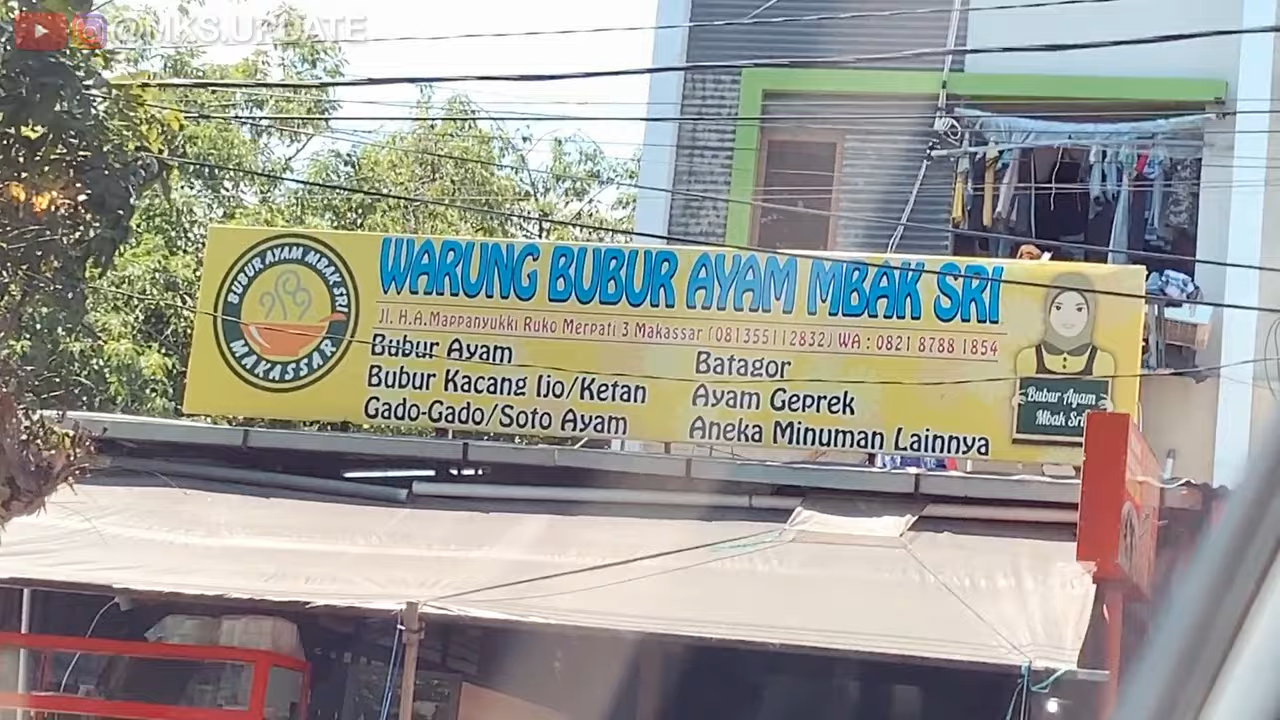 @MKS.UPDATE
WARUNG BUBUR AYAM MBAK SRI
Jl. H.A.Mappanyukki Ruko Merpati 3 Makassar (081355112832) WA : 0821 8788 1854
BUBUR AYAM MBAK SRI
MAKASSAR
Bubur Ayam
Bubur Kacang Ijo/Ketan
Gado-Gado/Soto Ayam
Batagor
Ayam Geprek
Aneka Minuman Lainnya
Bubur Ayam
Mbak Sri